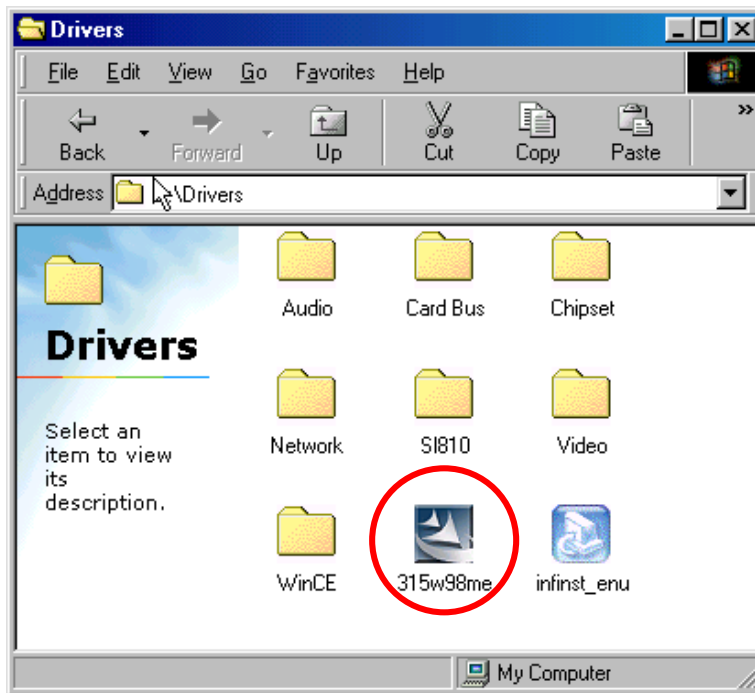 Drivers
File Edit View Go Favorites Help
Back Forward Up Cut Copy Paste »
Address \Drivers
Audio Card Bus Chipset
Drivers
Select an
item to view
its
description.
Network SI810 Video
WinCE 315w98me infinst_enu
My Computer